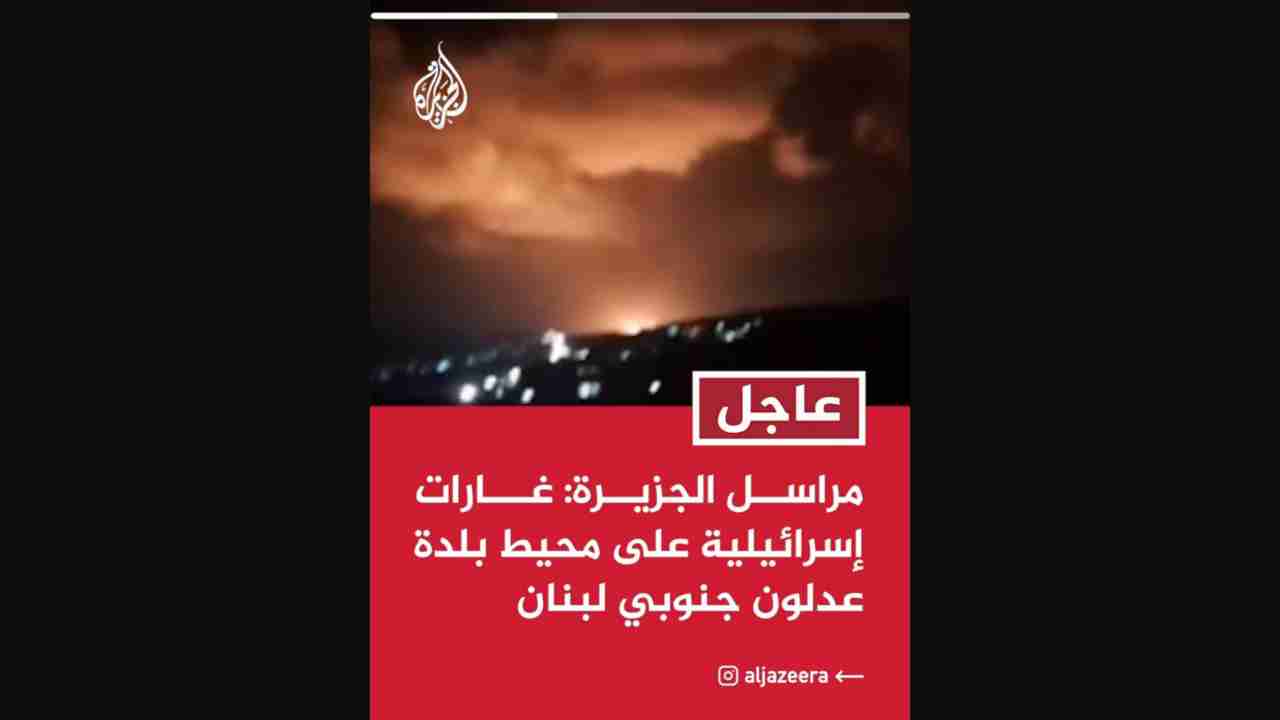 الجزيرة
عاجل
مراسل الجزيرة: غارات
إسرائيلية على محيط بلدة
عدلون جنوبي لبنان
aljazeera